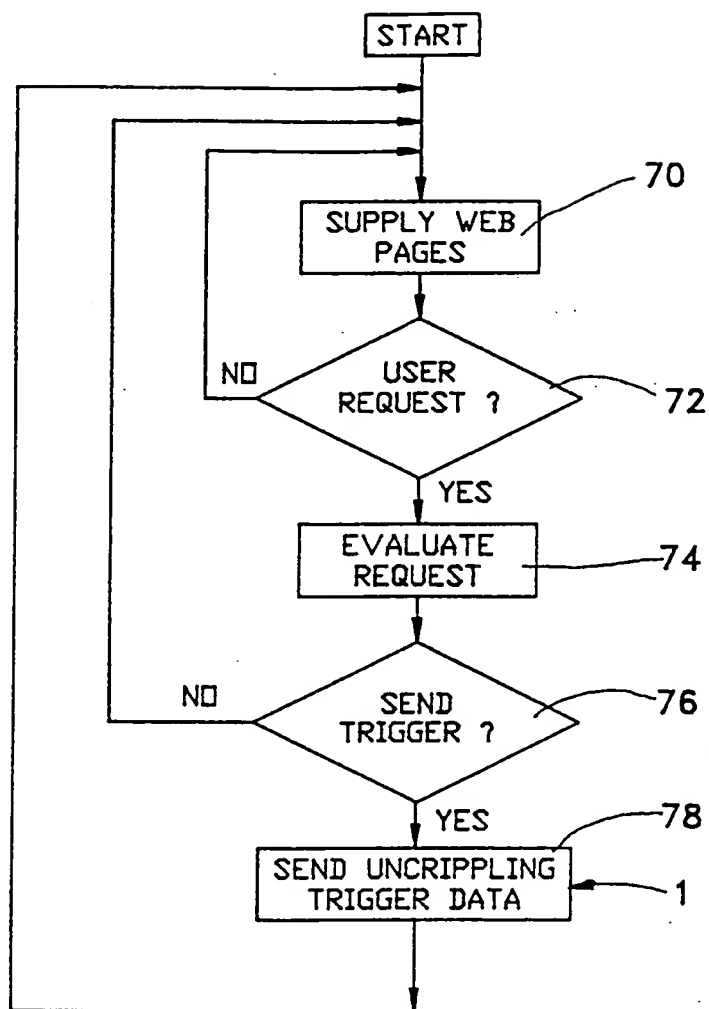 START
70
SUPPLY WEB
PAGES
NO
USER
REQUEST ?
72
YES
EVALUATE
REQUEST
74
NO
SEND
TRIGGER ?
76
YES
78
SEND UNCRIPPLING
TRIGGER DATA
1